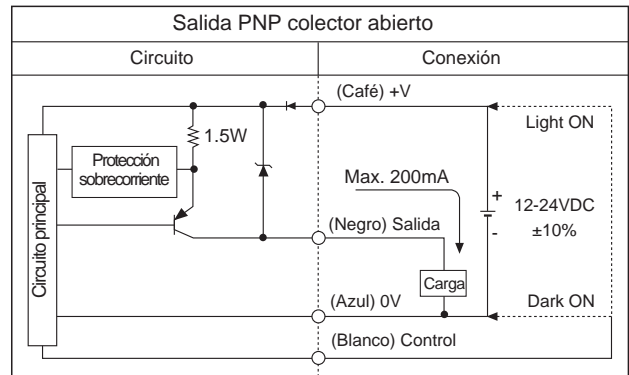 Salida PNP colector abierto
Circuito
Conexión
(Café) +V
Light ON
1.5W
Protección
sobrecorriente
Max. 200mA
+
12-24VDC
-
±10%
(Negro) Salida
Circuito principal
Carga
(Azul) 0V
Dark ON
(Blanco) Control